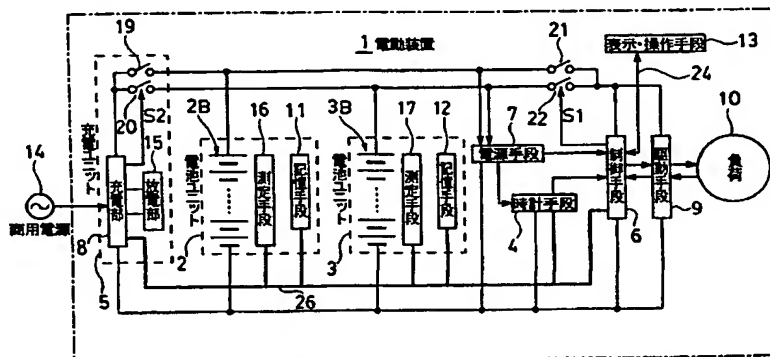 19
1 電動装置
21
表示・操作手段 13
24
20
S2
22
S1
10
充電ユニット
2B
16
11
3B
17
12
7
電源手段
14
15
充電部
放電部
電池ユニット
測定手段
記憶手段
電池ユニット
測定手段
記憶手段
制御手段
駆動手段
負荷
商用電源
時計手段
8
2
3
4
6
9
5
26